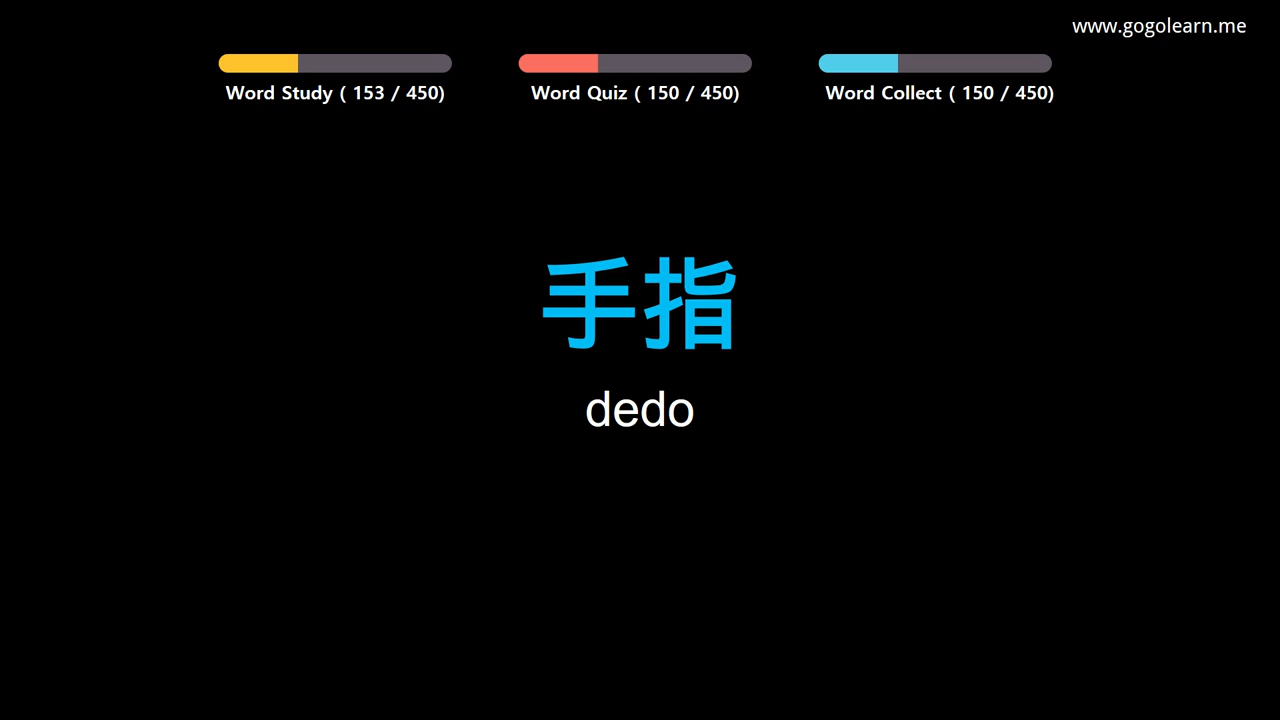 www.gogolearn.me
Word Study ( 153 / 450)
Word Quiz ( 150 / 450)
Word Collect ( 150 / 450)
手指
dedo